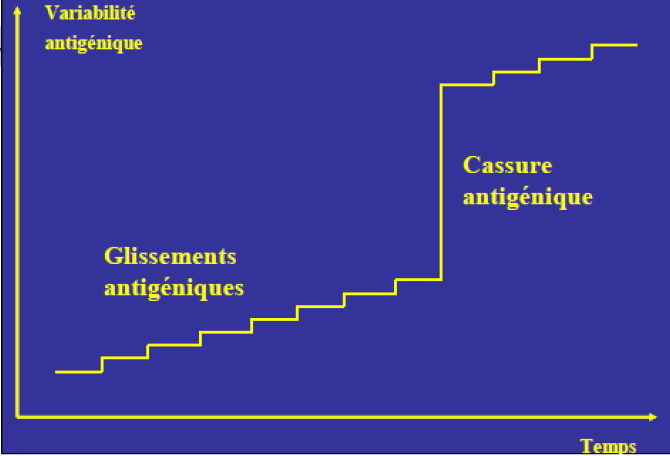 Variabilité
antigénique
Cassure
antigénique
Glissements
antigéniques
Temps